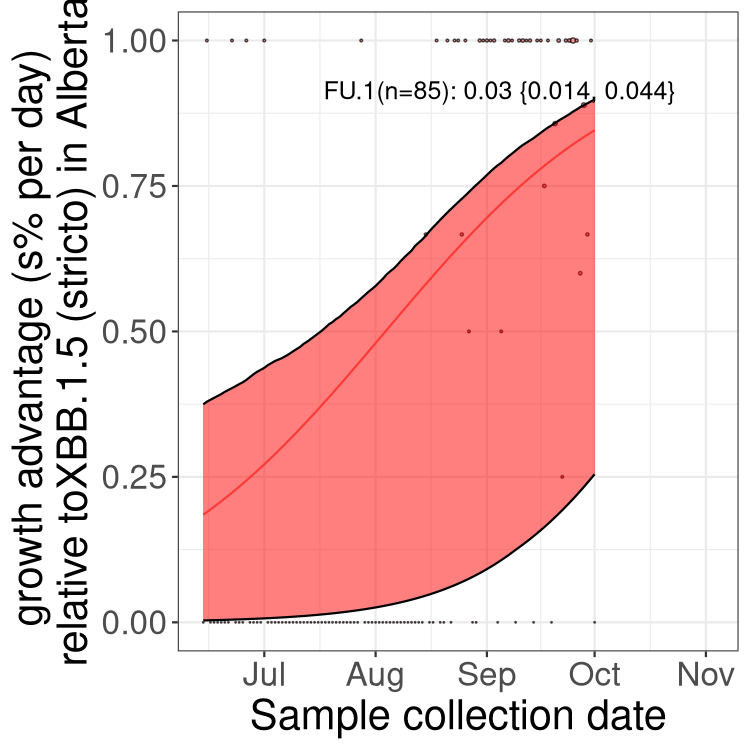 growth advantage (s% per day)
relative toXBB.1.5 (stricto) in Alberta
1.00
0.75
0.50
0.25
0.00
FU.1(n=85): 0.03 {0.014, 0.044}
Jul Aug Sep Oct Nov
Sample collection date